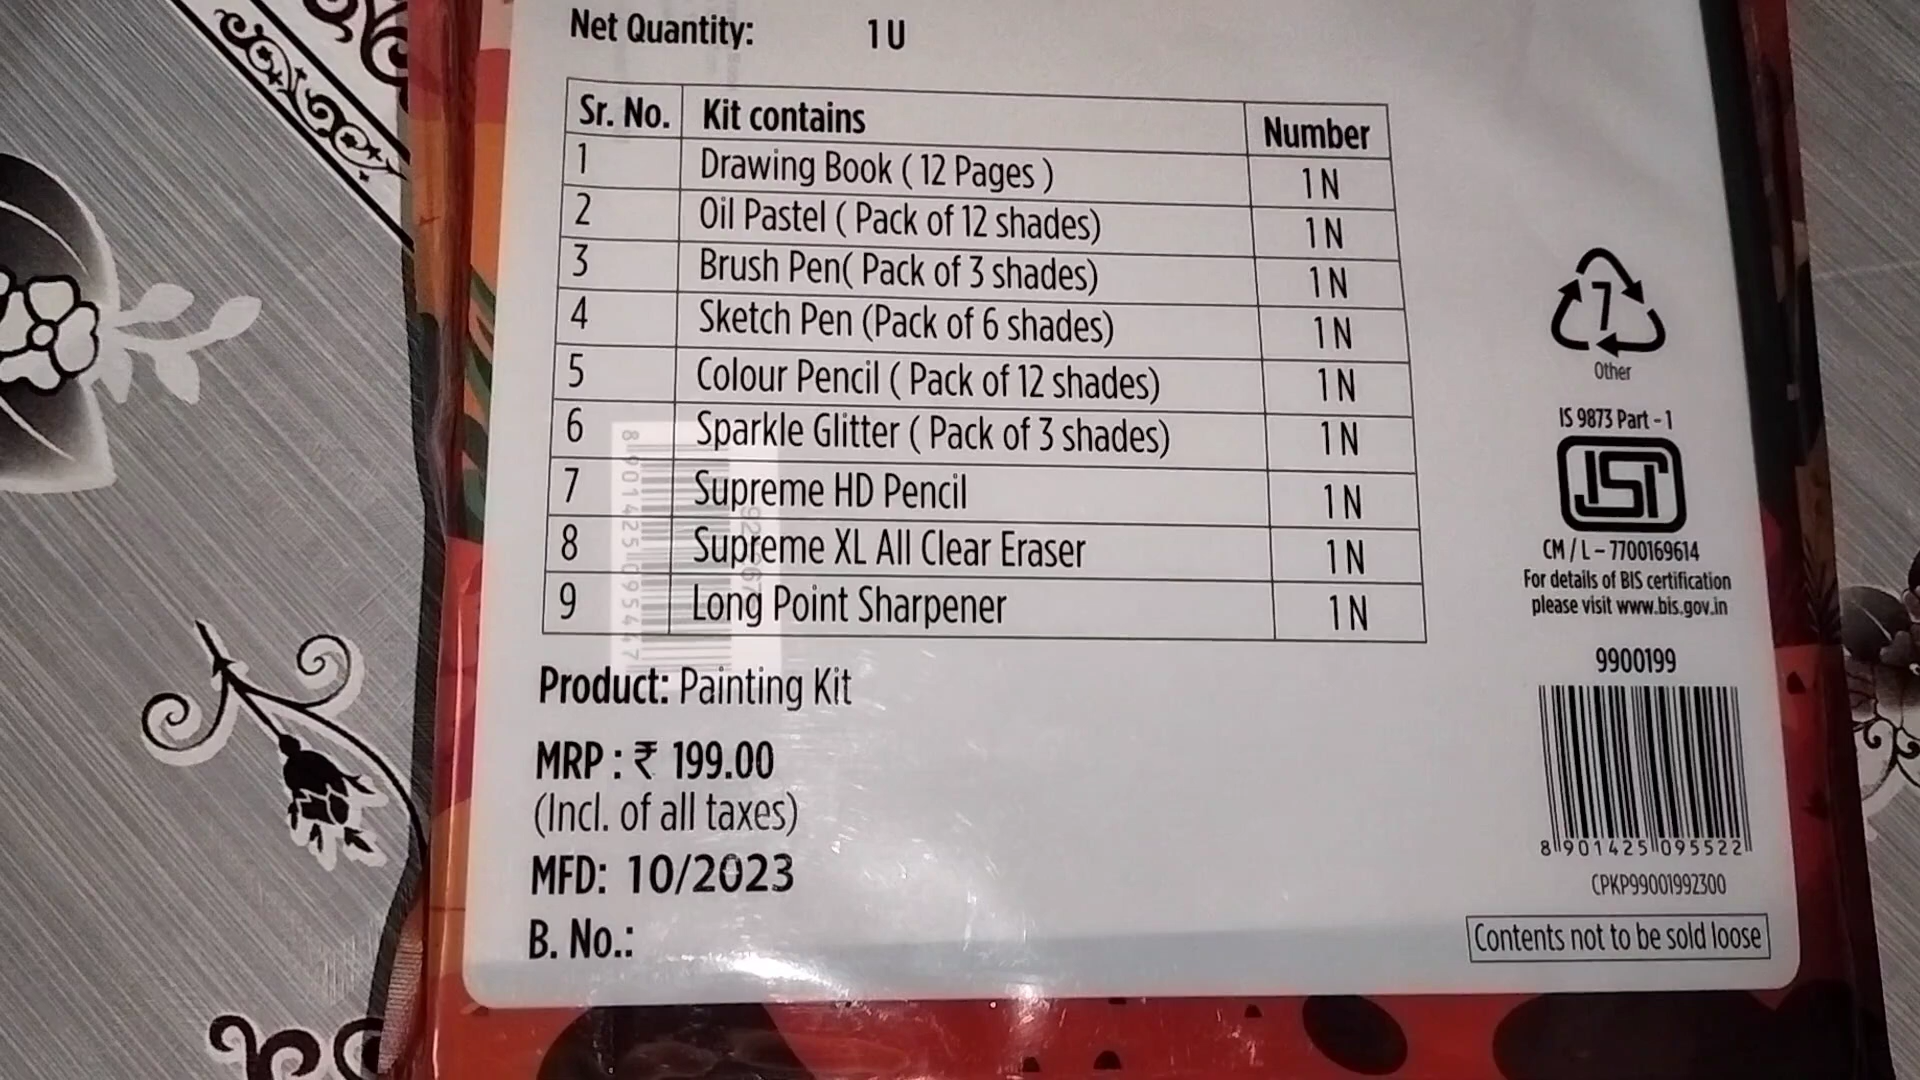 Net Quantity: 1 U
Sr. No. Kit contains Number
1 Drawing Book ( 12 Pages ) 1 N
2 Oil Pastel ( Pack of 12 shades) 1 N
3 Brush Pen( Pack of 3 shades) 1 N
4 Sketch Pen (Pack of 6 shades) 1 N
5 Colour Pencil ( Pack of 12 shades) 1 N
6 Sparkle Glitter ( Pack of 3 shades) 1 N
7 Supreme HD Pencil 1 N
8 Supreme XL All Clear Eraser 1 N
9 Long Point Sharpener 1 N
8 901425 095447
Product: Painting Kit
MRP : ₹ 199.00
(Incl. of all taxes)
MFD: 10/2023
B. No.:
7
Other
IS 9873 Part - 1
ISI
CM / L - 7700169614
For details of BIS certification
please visit www.bis.gov.in
9900199
8 901425 095522
CPKP99001992300
Contents not to be sold loose